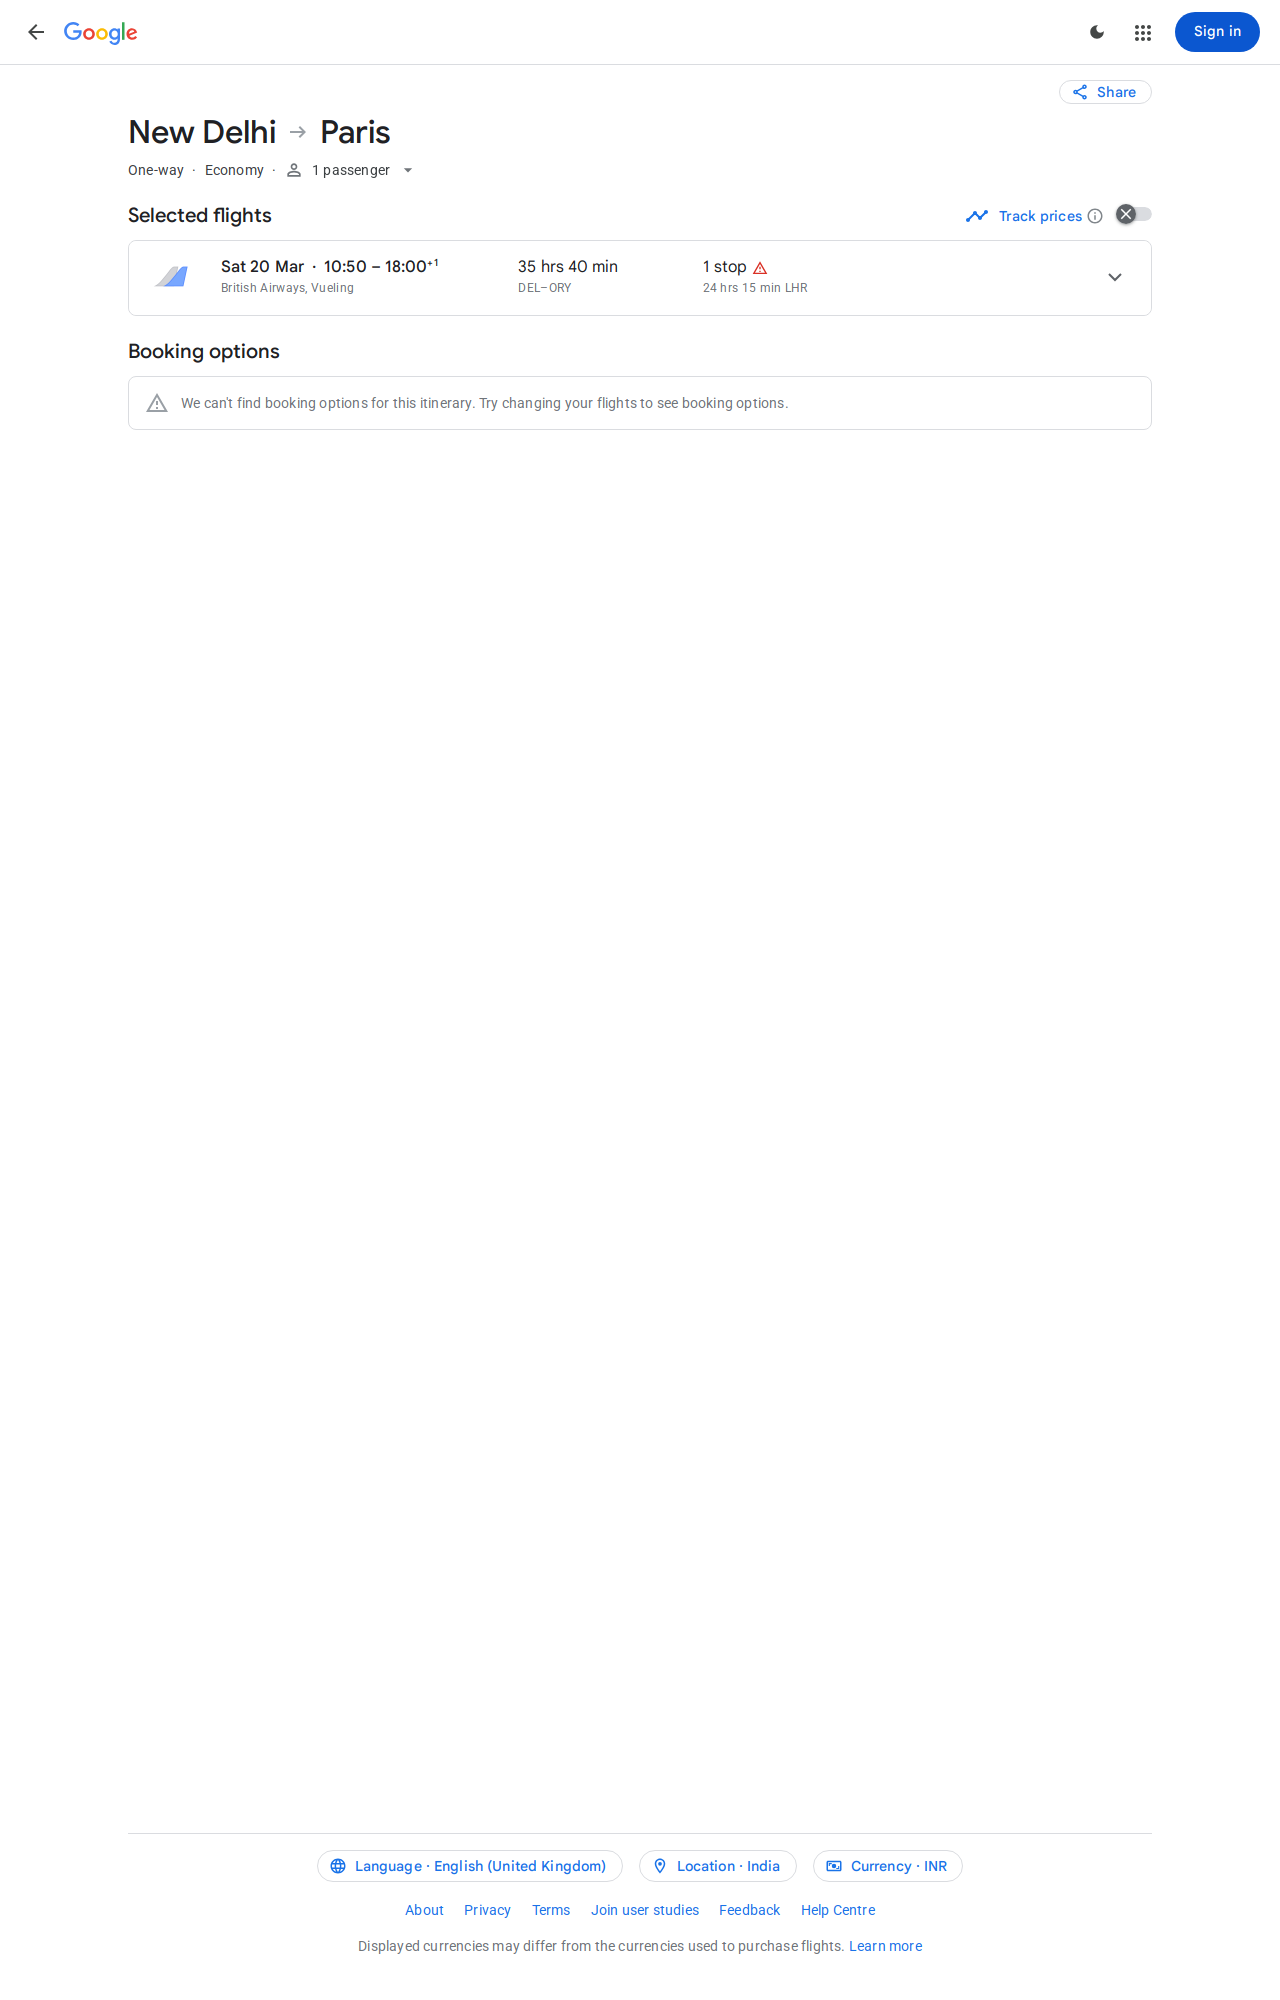 Google
Sign in
Share
New Delhi → Paris
One-way · Economy · 1 passenger
Selected flights
Track prices
Sat 20 Mar · 10:50 – 18:00+1
35 hrs 40 min
1 stop
British Airways, Vueling
DEL–ORY
24 hrs 15 min LHR
Booking options
We can't find booking options for this itinerary. Try changing your flights to see booking options.
Language · English (United Kingdom)
Location · India
Currency · INR
About Privacy Terms Join user studies Feedback Help Centre
Displayed currencies may differ from the currencies used to purchase flights. Learn more